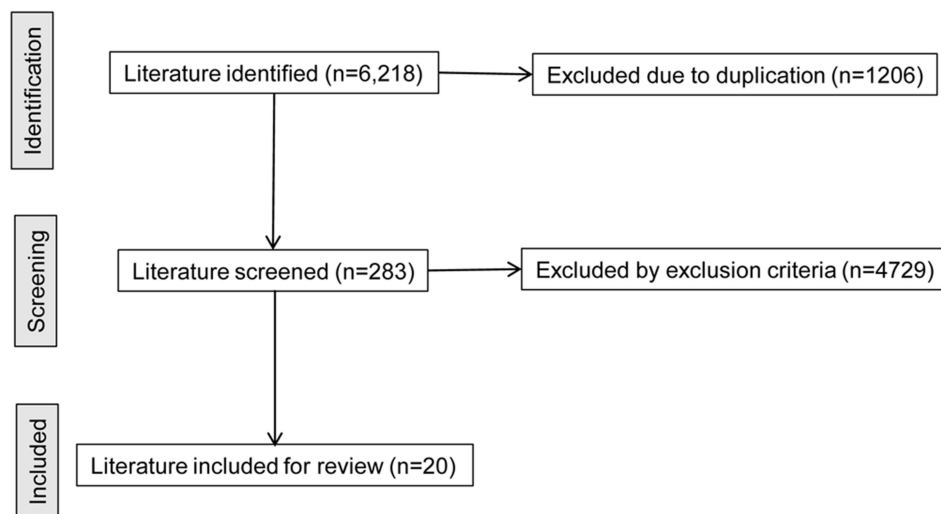 Identification
Literature identified (n=6,218)
Excluded due to duplication (n=1206)
Screening
Literature screened (n=283)
Excluded by exclusion criteria (n=4729)
Included
Literature included for review (n=20)